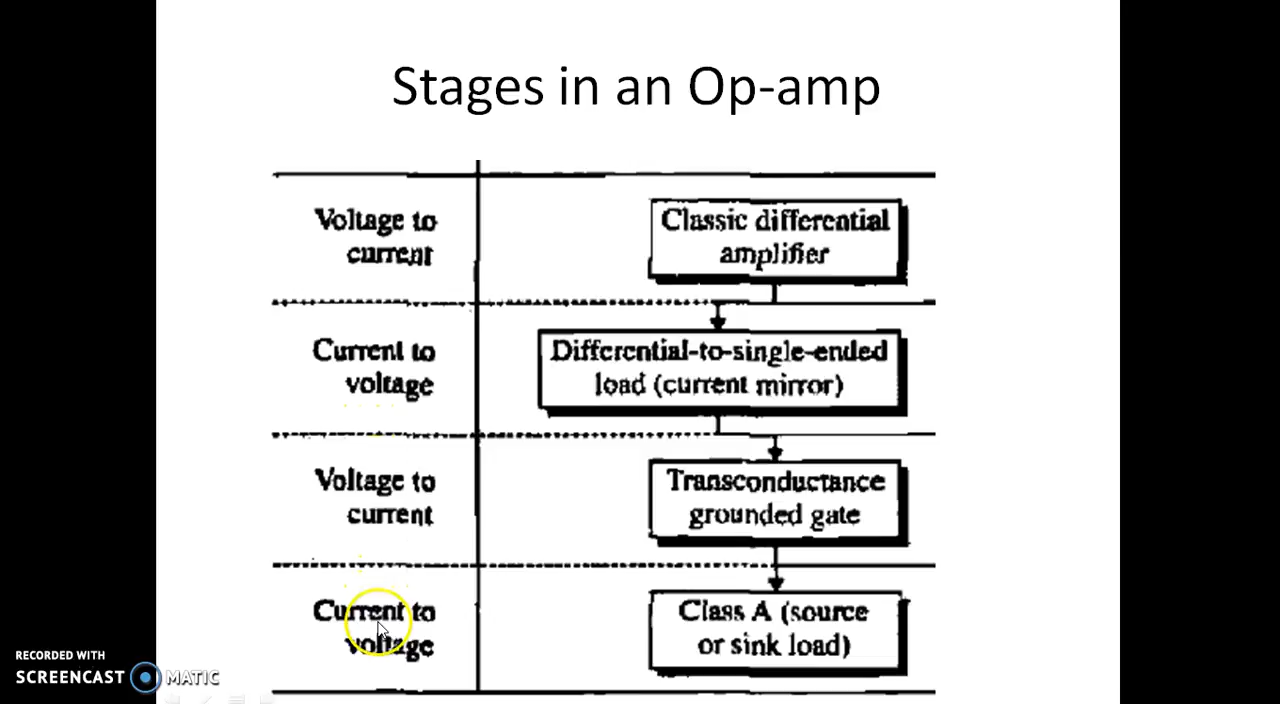 Stages in an Op-amp
Voltage to
current
Classic differential
amplifier
Current to
voltage
Differential-to-single-ended
load (current mirror)
Voltage to
current
Transconductance
grounded gate
Current to
voltage
Class A (source
or sink load)
RECORDED WITH
SCREENCAST MATIC